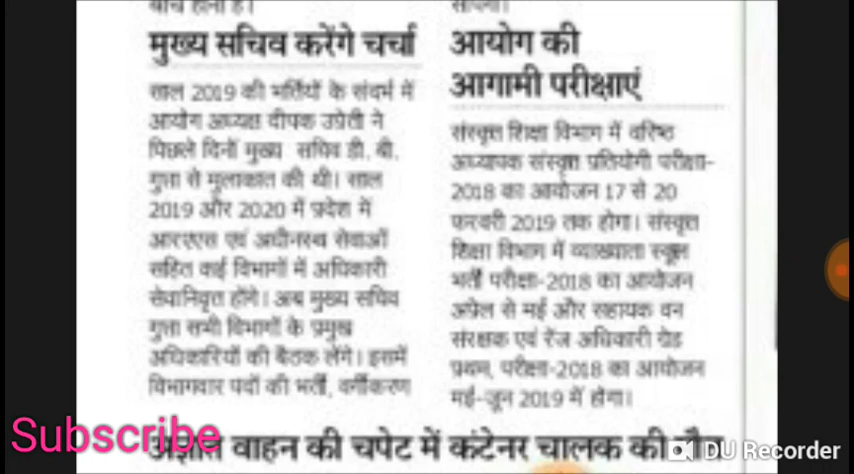 मुख्य सचिव करेंगे चर्चा
साल 2019 की भर्तियों के संदर्भ में
आयोग अध्यक्ष दीपक उप्रेती ने
पिछले दिनों मुख्य सचिव डी. बी.
गुप्ता से मुलाकात की थी। साल
2019 और 2020 में प्रदेश में
आरएएस एवं अधीनस्थ सेवाओं
सहित कई विभागों में अधिकारी
सेवानिवृत्त होंगे। अब मुख्य सचिव
गुप्ता सभी विभागों के प्रमुख
अधिकारियों की बैठक लेंगे। इसमें
विभागवार पदों की भर्ती, वर्गीकरण
आयोग की
आगामी परीक्षाएं
संस्कृत शिक्षा विभाग में वरिष्ठ
अध्यापक संस्कृत प्रतियोगी परीक्षा-
2018 का आयोजन 17 से 20
फरवरी 2019 तक होगा। संस्कृत
शिक्षा विभाग में व्याख्याता स्कूल
भर्ती परीक्षा-2018 का आयोजन
अप्रेल से मई और सहायक वन
संरक्षक एवं रेंज अधिकारी ग्रेड
प्रथम, परीक्षा-2018 का आयोजन
मई-जून 2019 में होगा।
वाहन की चपेट में कंटेनर चालक की
Subscribe
DU Recorder